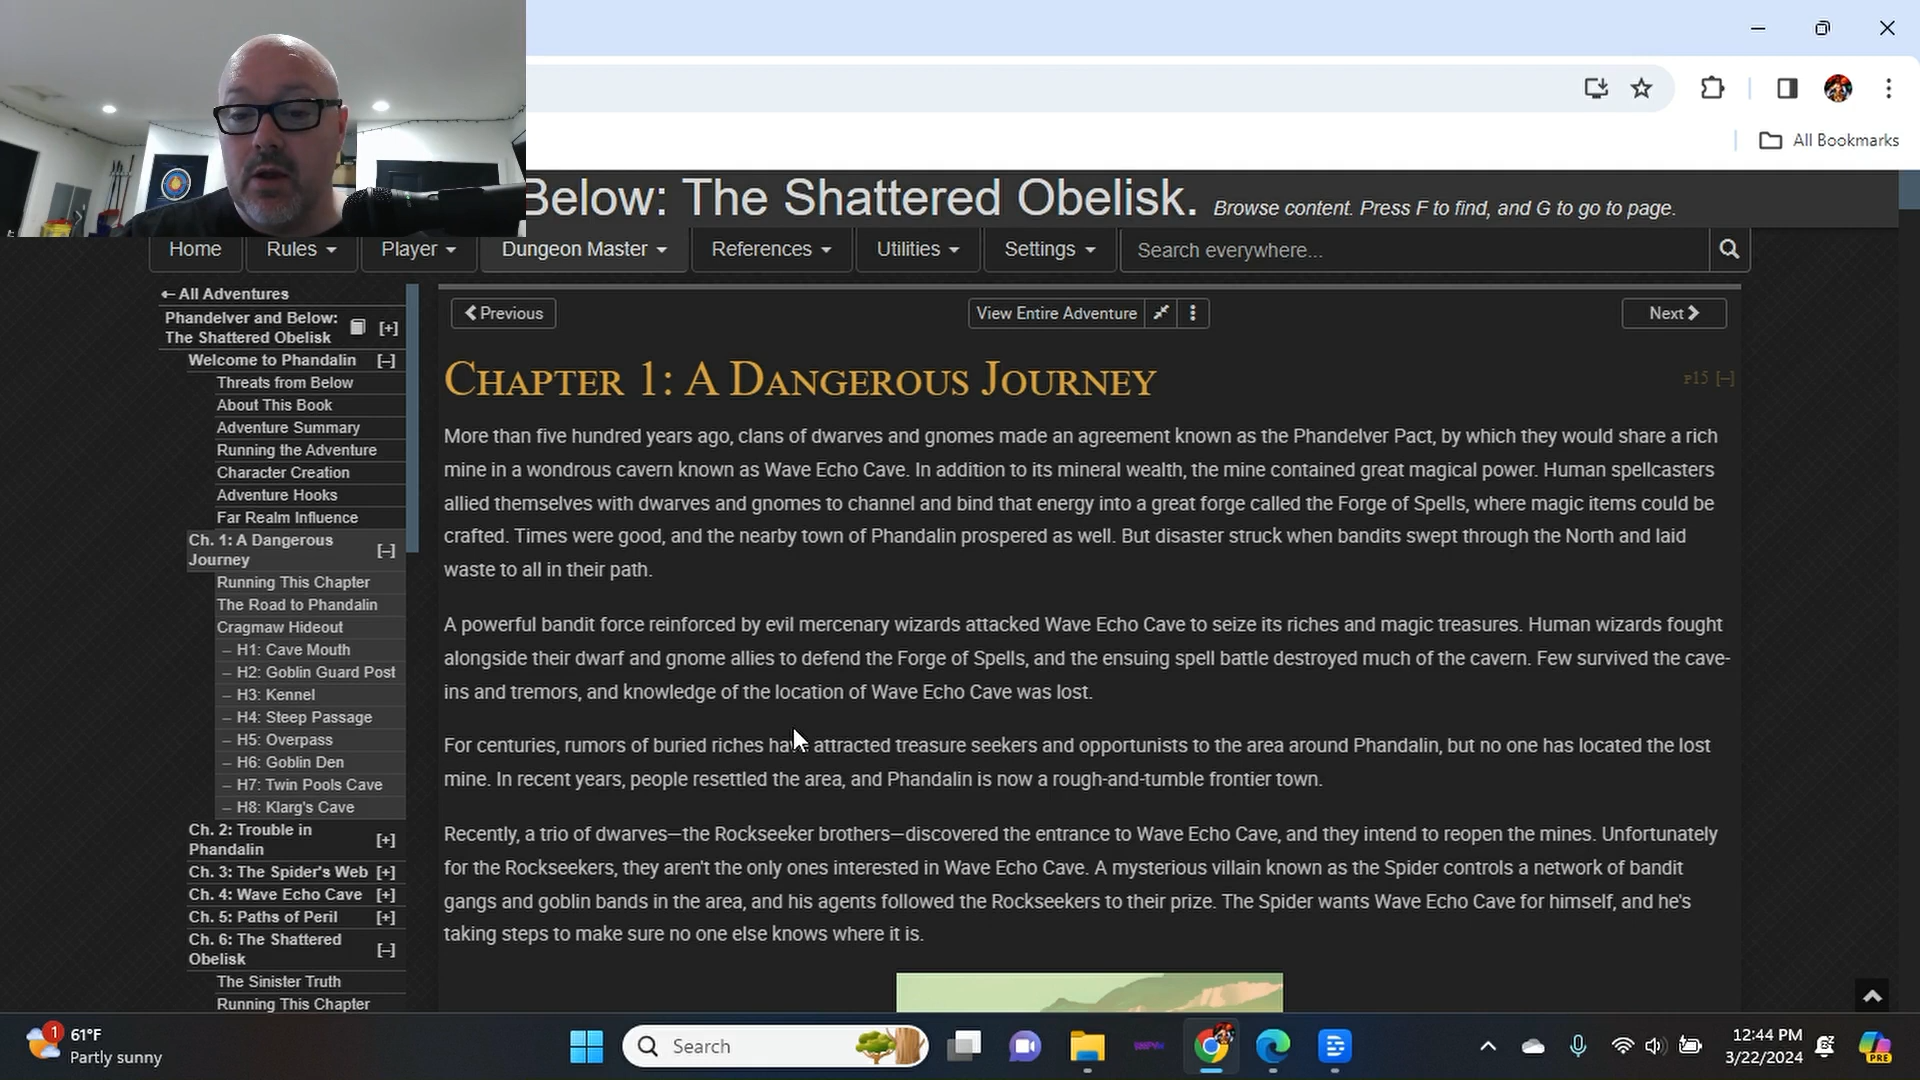 All Bookmarks
Below: The Shattered Obelisk. Browse content. Press F to find, and G to go to page.
Home Rules Player Dungeon Master References Utilities Settings Search everywhere...
All Adventures
Phandelver and Below:
The Shattered Obelisk [+]
Welcome to Phandalin [–]
Threats from Below
About This Book
Adventure Summary
Running the Adventure
Character Creation
Adventure Hooks
Far Realm Influence
Ch. 1: A Dangerous
Journey [–]
Running This Chapter
The Road to Phandalin
Cragmaw Hideout
– H1: Cave Mouth
– H2: Goblin Guard Post
– H3: Kennel
– H4: Steep Passage
– H5: Overpass
– H6: Goblin Den
– H7: Twin Pools Cave
– H8: Klarg's Cave
Ch. 2: Trouble in
Phandalin [+]
Ch. 3: The Spider's Web [+]
Ch. 4: Wave Echo Cave [+]
Ch. 5: Paths of Peril [+]
Ch. 6: The Shattered
Obelisk [–]
The Sinister Truth
Running This Chapter
Previous View Entire Adventure Next
Chapter 1: A Dangerous Journey p15 [–]
More than five hundred years ago, clans of dwarves and gnomes made an agreement known as the Phandelver Pact, by which they would share a rich
mine in a wondrous cavern known as Wave Echo Cave. In addition to its mineral wealth, the mine contained great magical power. Human spellcasters
allied themselves with dwarves and gnomes to channel and bind that energy into a great forge called the Forge of Spells, where magic items could be
crafted. Times were good, and the nearby town of Phandalin prospered as well. But disaster struck when bandits swept through the North and laid
waste to all in their path.
A powerful bandit force reinforced by evil mercenary wizards attacked Wave Echo Cave to seize its riches and magic treasures. Human wizards fought
alongside their dwarf and gnome allies to defend the Forge of Spells, and the ensuing spell battle destroyed much of the cavern. Few survived the cave-
ins and tremors, and knowledge of the location of Wave Echo Cave was lost.
For centuries, rumors of buried riches have attracted treasure seekers and opportunists to the area around Phandalin, but no one has located the lost
mine. In recent years, people resettled the area, and Phandalin is now a rough-and-tumble frontier town.
Recently, a trio of dwarves—the Rockseeker brothers—discovered the entrance to Wave Echo Cave, and they intend to reopen the mines. Unfortunately
for the Rockseekers, they aren't the only ones interested in Wave Echo Cave. A mysterious villain known as the Spider controls a network of bandit
gangs and goblin bands in the area, and his agents followed the Rockseekers to their prize. The Spider wants Wave Echo Cave for himself, and he's
taking steps to make sure no one else knows where it is.
1
61°F
Partly sunny
Search
12:44 PM
3/22/2024
PRE